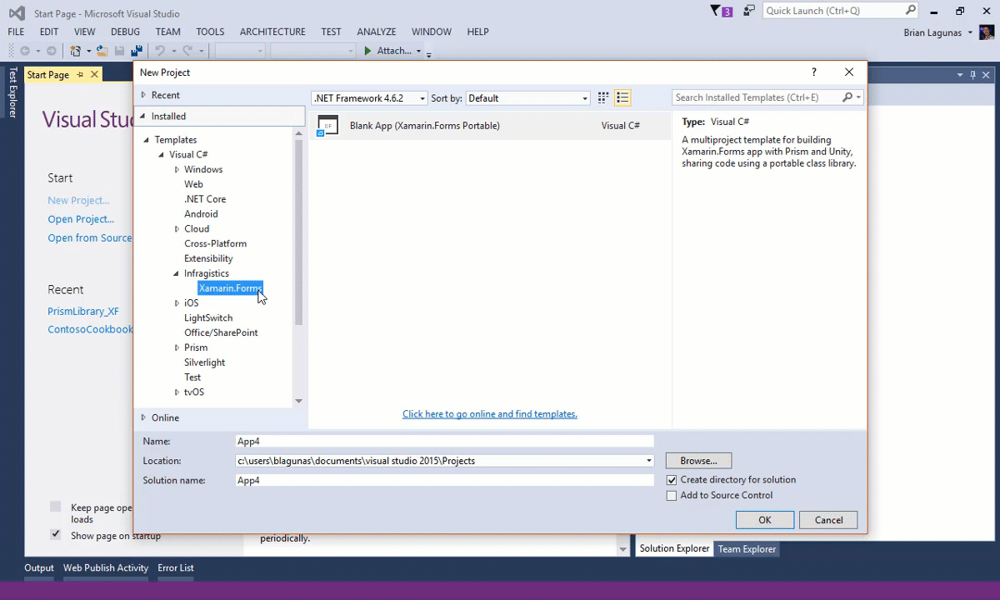 Start Page - Microsoft Visual Studio
3
Quick Launch (Ctrl+Q)
FILE EDIT VIEW DEBUG TEAM TOOLS ARCHITECTURE TEST ANALYZE WINDOW HELP
Brian Lagunas
Attach...
Test Explorer
Start Page
Visual Stu
Start
New Project...
Open Project...
Open from Source
Recent
PrismLibrary_XF
ContosoCookbook
Keep page ope
loads
Show page on startup
periodically.
New Project
?
Recent
Installed
.NET Framework 4.6.2
Sort by:
Default
Search Installed Templates (Ctrl+E)
Templates
Visual C#
Windows
Web
.NET Core
Android
Cloud
Cross-Platform
Extensibility
Infragistics
Xamarin.Forms
iOS
LightSwitch
Office/SharePoint
Prism
Silverlight
Test
tvOS
Online
XF
Blank App (Xamarin.Forms Portable)
Visual C#
Click here to go online and find templates.
Type: Visual C#
A multiproject template for building
Xamarin.Forms app with Prism and Unity,
sharing code using a portable class library.
Name:
App4
Location:
c:\users\blagunas\documents\visual studio 2015\Projects
Browse...
Solution name:
App4
Create directory for solution
Add to Source Control
OK
Cancel
Solution Explorer
Team Explorer
Output
Web Publish Activity
Error List